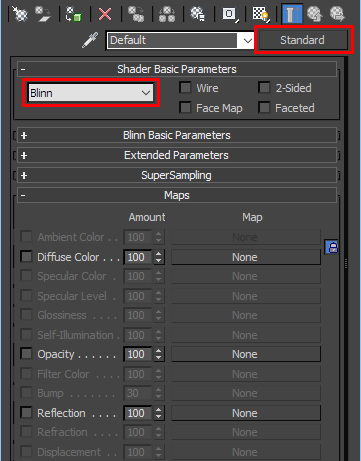 Default Standard
- Shader Basic Parameters
Blinn Wire 2-Sided
Face Map Faceted
+ Blinn Basic Parameters
+ Extended Parameters
+ SuperSampling
- Maps
Amount Map
Ambient Color . . . 100 None
Diffuse Color . . . 100 None
Specular Color . 100 None
Specular Level . 100 None
Glossiness . . . . 100 None
Self-Illumination . 100 None
Opacity . . . . . . 100 None
Filter Color . . . . 100 None
Bump . . . . . . . 30 None
Reflection . . . . 100 None
Refraction . . . . 100 None
Displacement . . 100 None